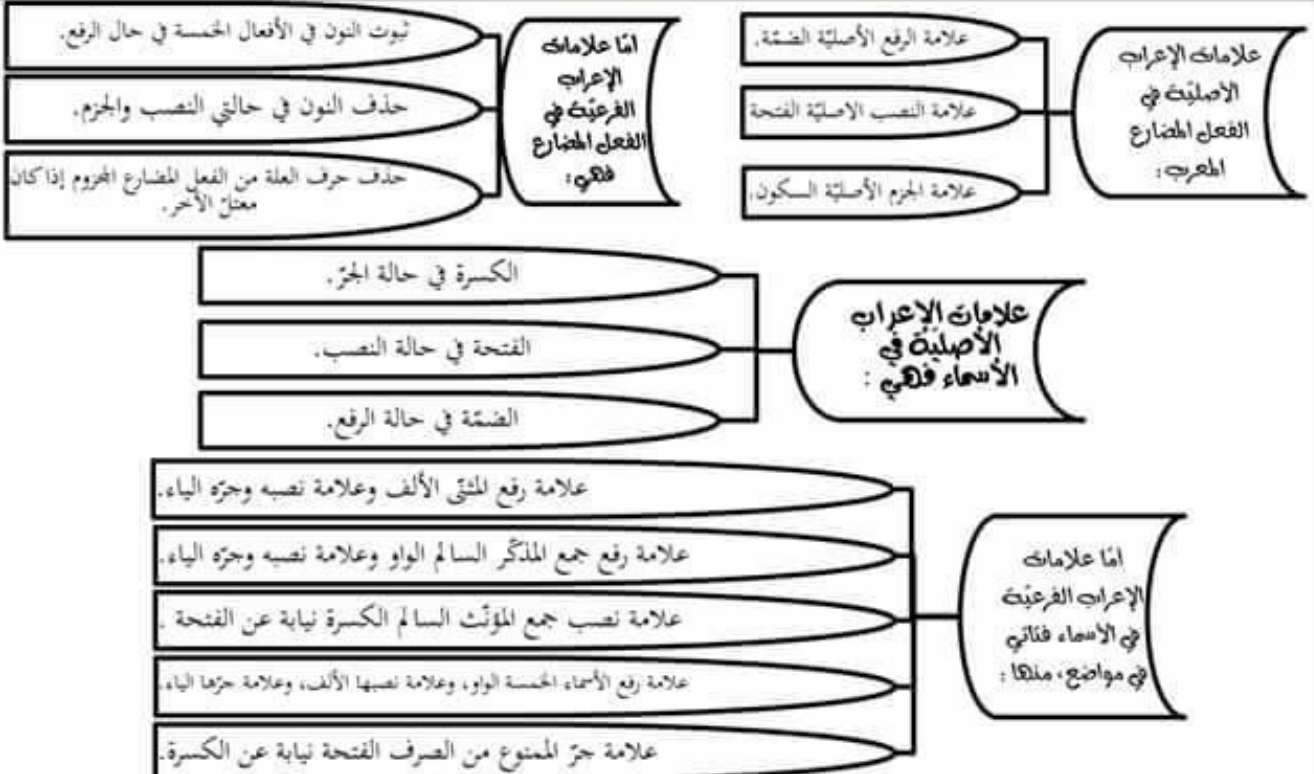 علامات الإعراب
الأصليّة في
الفعل المضارع
المعرب:
علامة الرفع الأصليّة الضمّة.
علامة النصب الاصليّة الفتحة
علامة الجزم الأصليّة السكون.
امّا علامات
الإعراب
الفرعيّة في
الفعل المضارع
فهي:
ثبوت النون في الأفعال الخمسة في حال الرفع.
حذف النون في حالتي النصب والجزم.
حذف حرف العلة من الفعل المضارع المجزوم إذا كان
معتلّ الآخر.
علامات الإعراب
الأصليّة في
الأسماء فهي :
الكسرة في حالة الجرّ.
الفتحة في حالة النصب.
الضمّة في حالة الرفع.
امّا علامات
الإعراب الفرعيّة
في الأسماء فتأتي
في مواضع، منها :
علامة رفع المثنّى الألف وعلامة نصبه وجرّه الياء.
علامة رفع جمع المذكّر السالم الواو وعلامة نصبه وجرّه الياء.
علامة نصب جمع المؤنّث السالم الكسرة نيابة عن الفتحة .
علامة رفع الأسماء الخمسة الواو، وعلامة نصبها الألف، وعلامة جرّها الياء.
علامة جرّ الممنوع من الصرف الفتحة نيابة عن الكسرة.